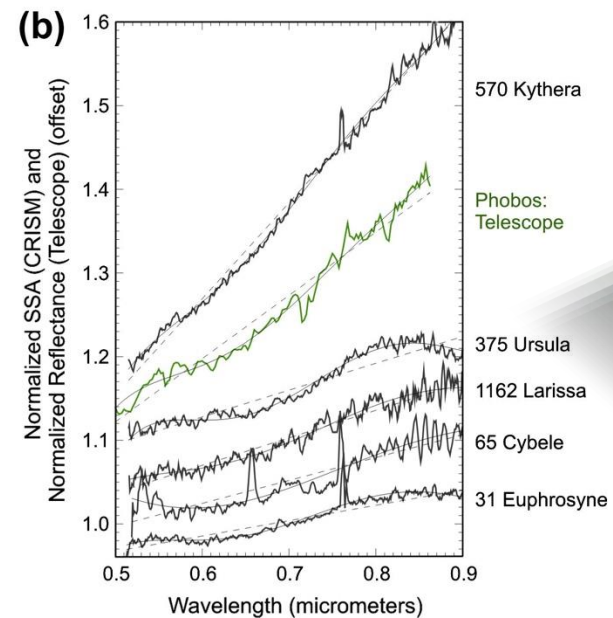 (b)
Normalized SSA (CRISM) and
Normalized Reflectance (Telescope) (offset)
1.6
1.5
1.4
1.3
1.2
1.1
1.0
0.5 0.6 0.7 0.8 0.9
Wavelength (micrometers)
570 Kythera
Phobos:
Telescope
375 Ursula
1162 Larissa
65 Cybele
31 Euphrosyne